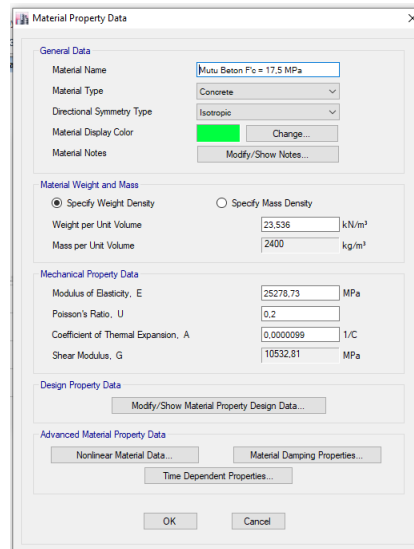 Material Property Data
General Data
Material Name Mutu Beton F'c = 17,5 MPa
Material Type Concrete
Directional Symmetry Type Isotropic
Material Display Color Change...
Material Notes Modify/Show Notes...
Material Weight and Mass
Specify Weight Density Specify Mass Density
Weight per Unit Volume 23,536 kN/m³
Mass per Unit Volume 2400 kg/m³
Mechanical Property Data
Modulus of Elasticity, E 25278,73 MPa
Poisson's Ratio, U 0,2
Coefficient of Thermal Expansion, A 0,0000099 1/C
Shear Modulus, G 10532,81 MPa
Design Property Data
Modify/Show Material Property Design Data...
Advanced Material Property Data
Nonlinear Material Data... Material Damping Properties...
Time Dependent Properties...
OK Cancel